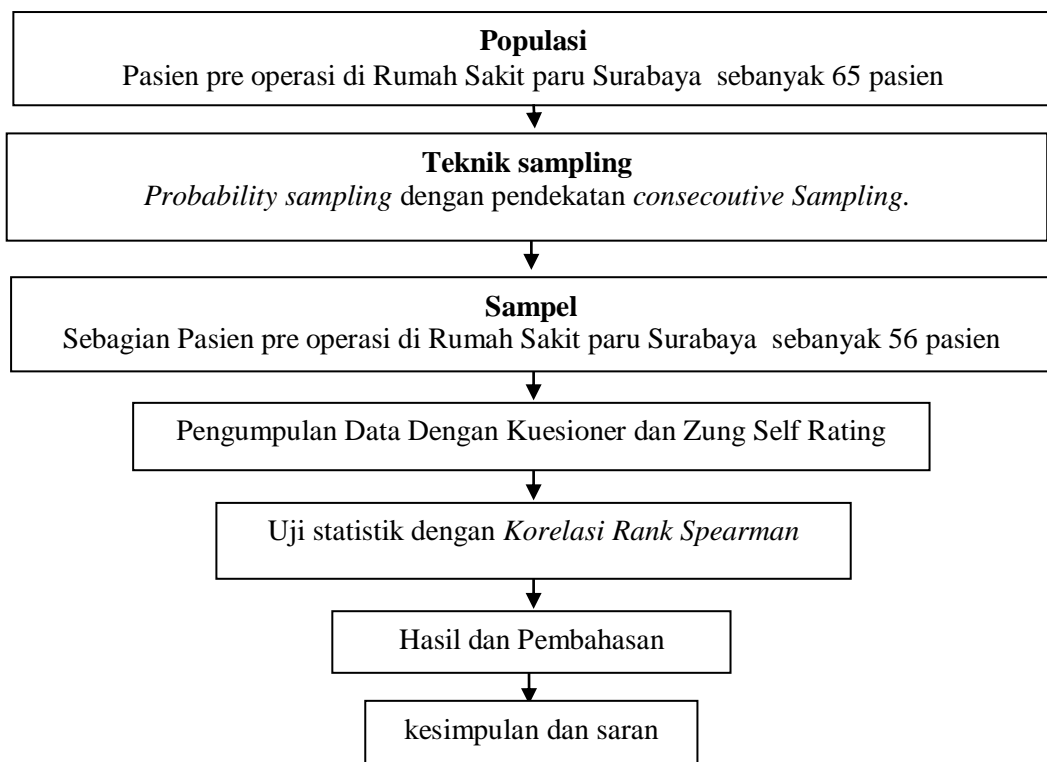 Populasi
Pasien pre operasi di Rumah Sakit paru Surabaya sebanyak 65 pasien
Teknik sampling
Probability sampling dengan pendekatan consecoutive Sampling.
Sampel
Sebagian Pasien pre operasi di Rumah Sakit paru Surabaya sebanyak 56 pasien
Pengumpulan Data Dengan Kuesioner dan Zung Self Rating
Uji statistik dengan Korelasi Rank Spearman
Hasil dan Pembahasan
kesimpulan dan saran